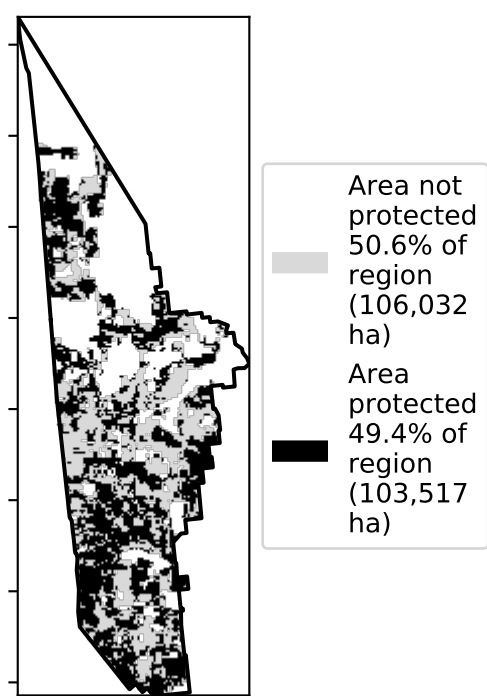 Area not
protected
50.6% of
region
(106,032
ha)
Area
protected
49.4% of
region
(103,517
ha)